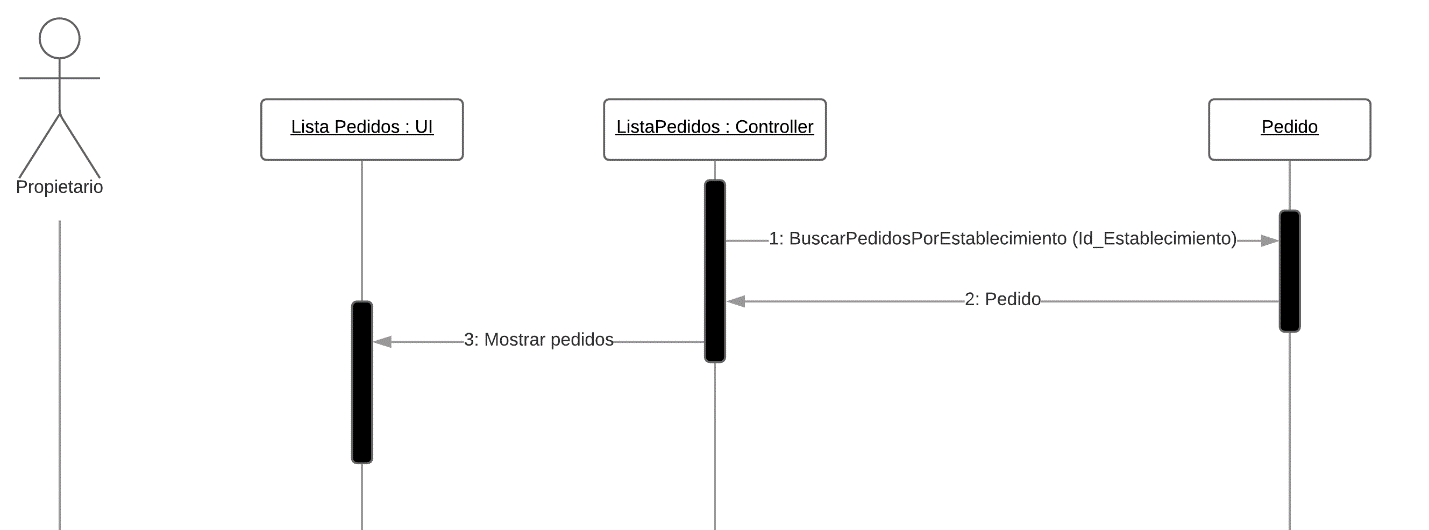 Propietario
Lista Pedidos : UI
ListaPedidos : Controller
Pedido
1: BuscarPedidosPorEstablecimiento (Id_Establecimiento)
2: Pedido
3: Mostrar pedidos